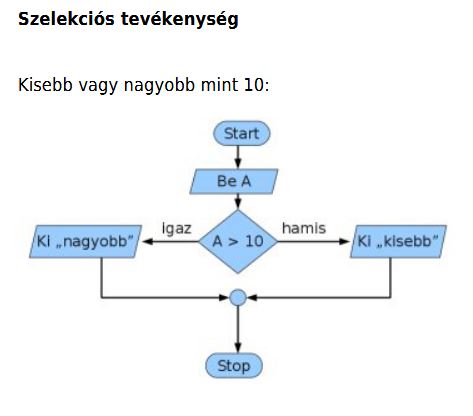 Szelekciós tevékenység
Kisebb vagy nagyobb mint 10:
Start
Be A
igaz
hamis
Ki „nagyobb”
A > 10
Ki „kisebb”
Stop